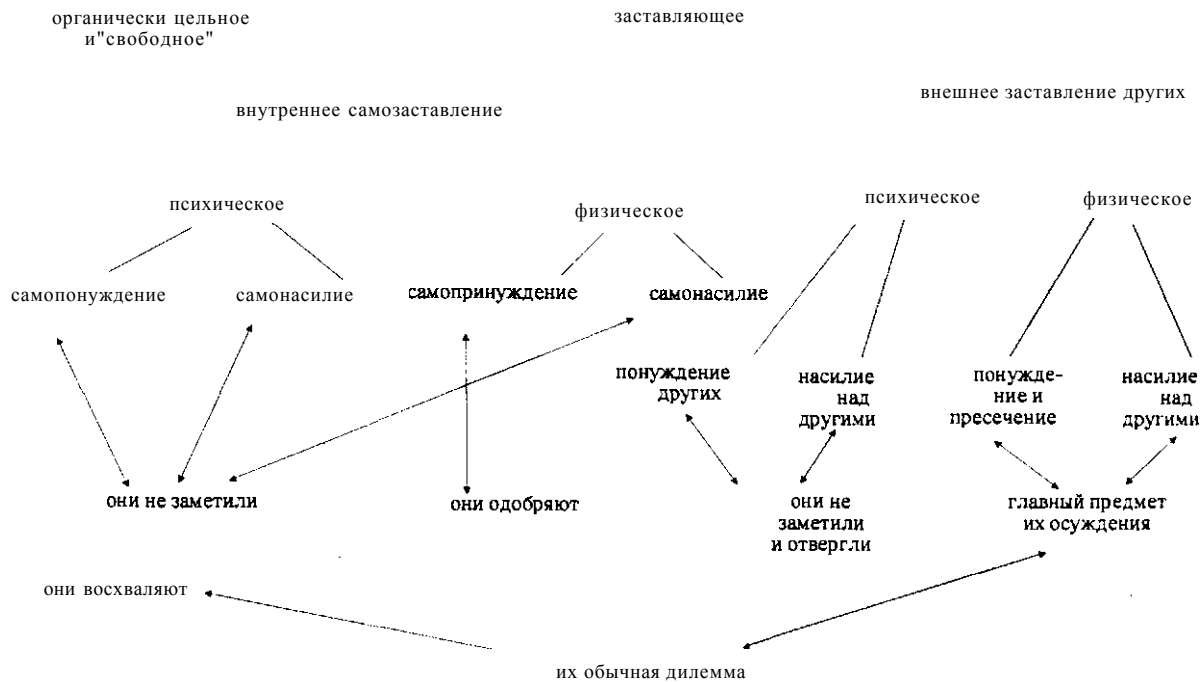 органически цельное
и"свободное"
заставляющее
внутреннее самозаставление
внешнее заставление других
психическое
физическое
психическое
физическое
самопонуждение
самонасилие
самопринуждение
самонасилие
понуждение
других
насилие
над
другими
понужде-
ние и
пресечение
насилие
над
другими
они не заметили
они одобряют
они не
заметили
и отвергли
главный предмет
их осуждения
они восхваляют
их обычная дилемма